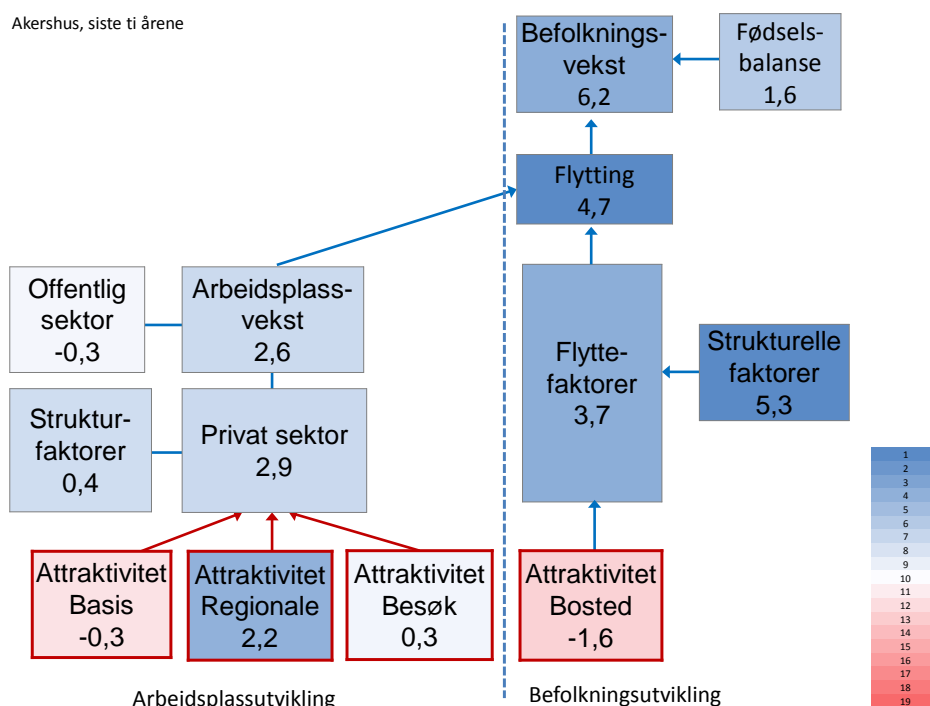 Akershus, siste ti årene
Befolknings-
vekst
6,2
Fødsels-
balanse
1,6
Flytting
4,7
Offentlig
sektor
-0,3
Arbeidsplass-
vekst
2,6
Flytte-
faktorer
3,7
Strukturelle
faktorer
5,3
Struktur-
faktorer
0,4
Privat sektor
2,9
Attraktivitet
Basis
-0,3
Attraktivitet
Regionale
2,2
Attraktivitet
Besøk
0,3
Attraktivitet
Bosted
-1,6
1
2
3
4
5
6
7
8
9
10
11
12
13
14
15
16
17
18
19
Arbeidsplassutvikling
Befolkningsutvikling